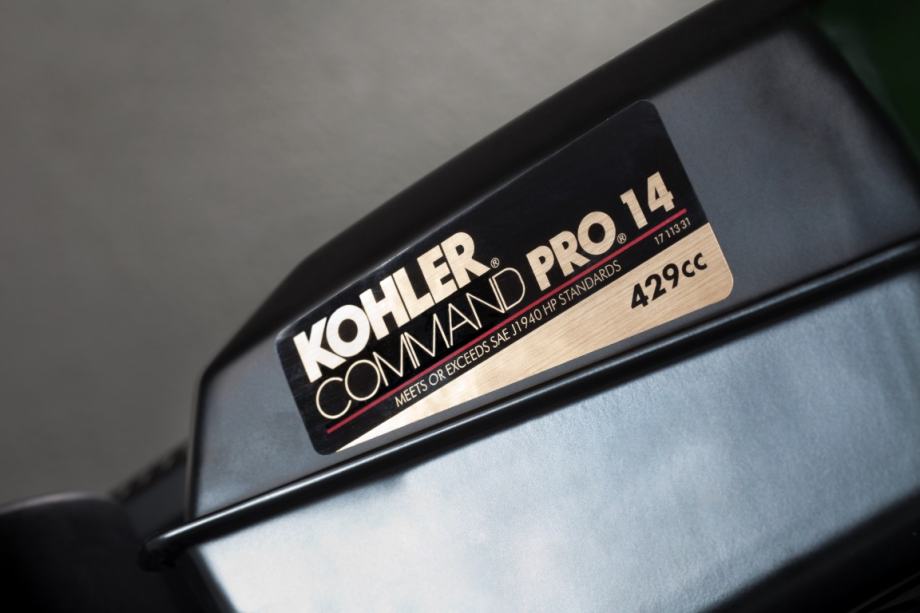 KOHLER®
COMMAND PRO® 14
MEETS OR EXCEEDS SAE J1940 HP STANDARDS 17 113 31
429cc